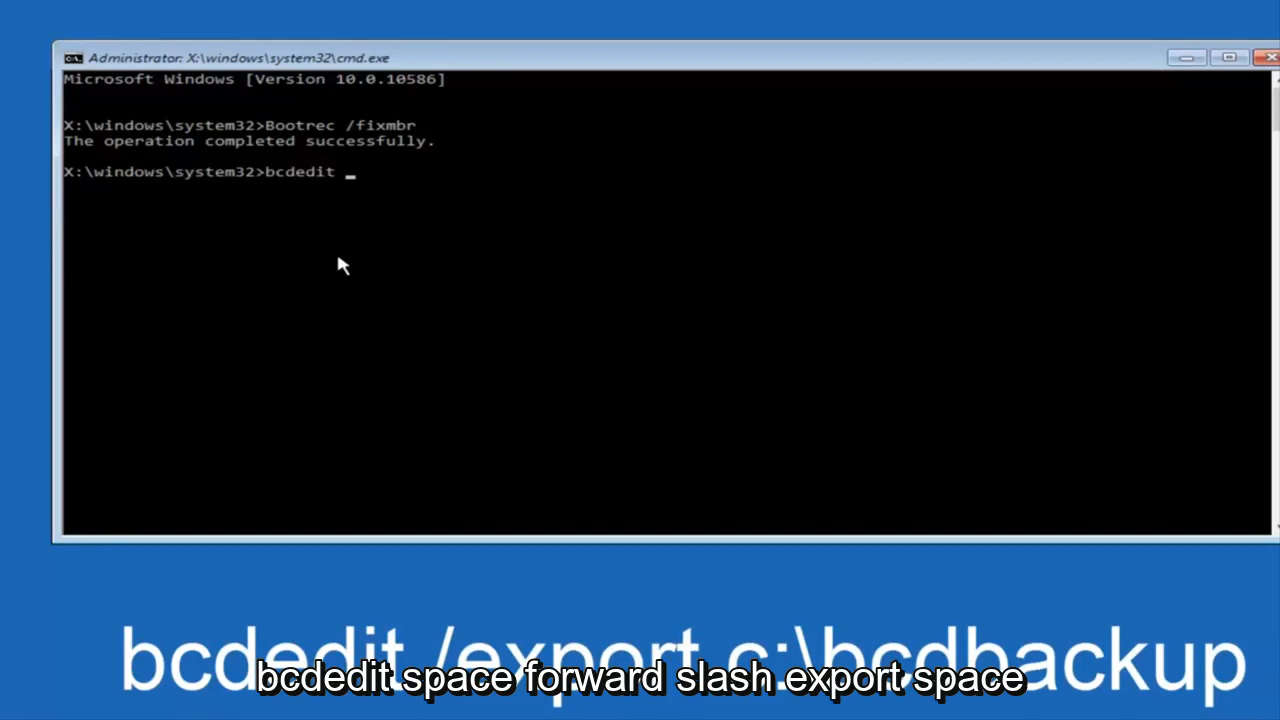 Administrator: X:\windows\system32\cmd.exe
Microsoft Windows [Version 10.0.10586]
X:\windows\system32>Bootrec /fixmbr
The operation completed successfully.
X:\windows\system32>bcdedit _
bcdedit /export c:\bcdbackup
bcdedit space forward slash export space